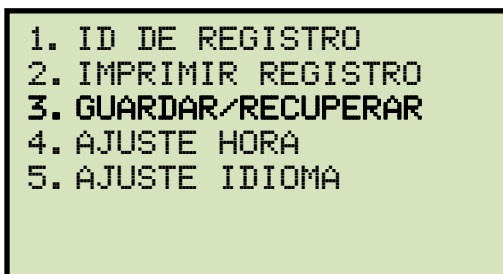 1. ID DE REGISTRO
2. IMPRIMIR REGISTRO
3. GUARDAR/RECUPERAR
4. AJUSTE HORA
5. AJUSTE IDIOMA